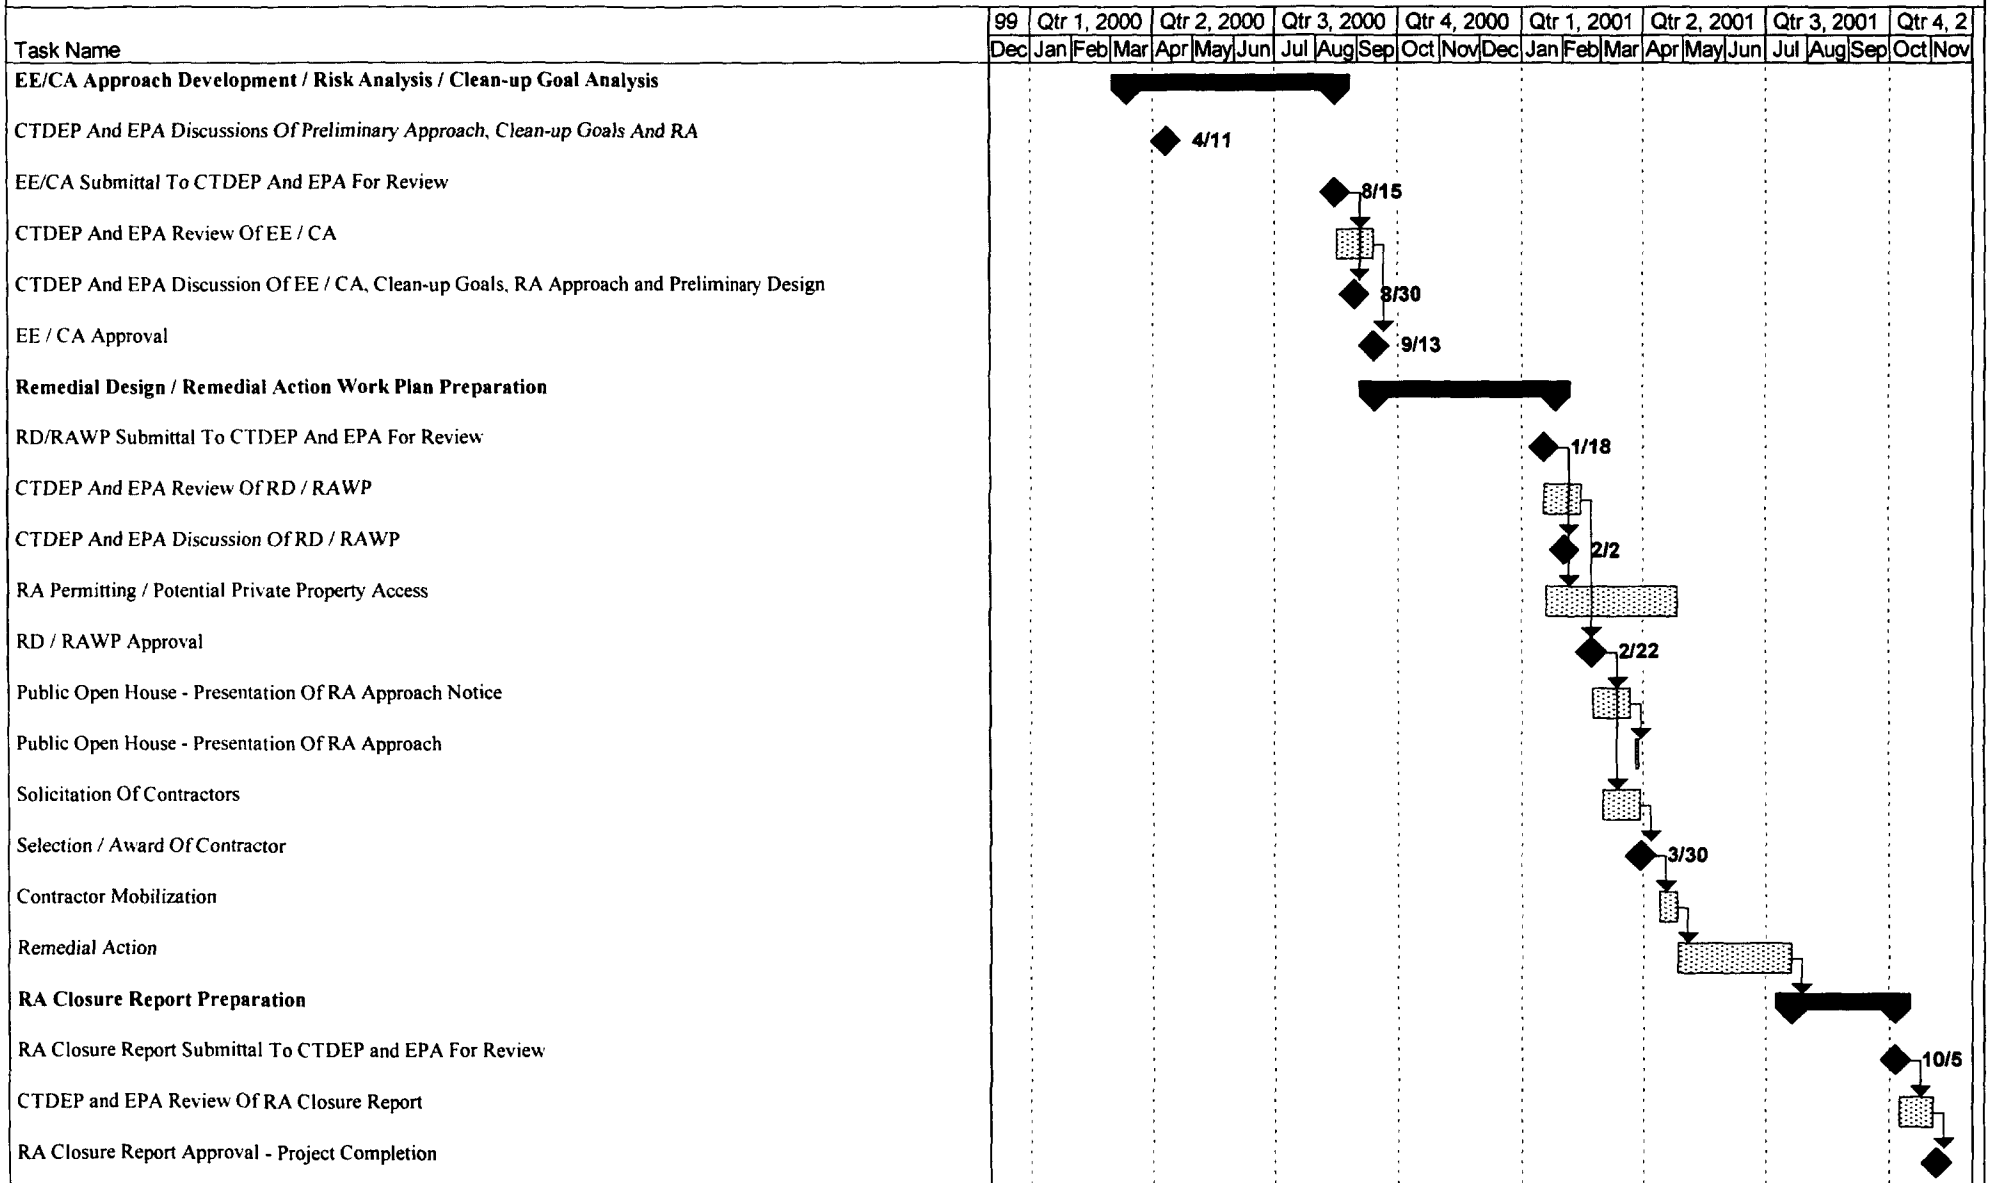 99 Qtr 1, 2000 Qtr 2, 2000 Qtr 3, 2000 Qtr 4, 2000 Qtr 1, 2001 Qtr 2, 2001 Qtr 3, 2001 Qtr 4, 2
Task Name Dec Jan Feb Mar Apr May Jun Jul Aug Sep Oct Nov Dec Jan Feb Mar Apr May Jun Jul Aug Sep Oct Nov
EE/CA Approach Development / Risk Analysis / Clean-up Goal Analysis
CTDEP And EPA Discussions Of Preliminary Approach, Clean-up Goals And RA 4/11
EE/CA Submittal To CTDEP And EPA For Review 8/15
CTDEP And EPA Review Of EE / CA
CTDEP And EPA Discussion Of EE / CA, Clean-up Goals, RA Approach and Preliminary Design 8/30
EE / CA Approval 9/13
Remedial Design / Remedial Action Work Plan Preparation
RD/RAWP Submittal To CTDEP And EPA For Review 1/18
CTDEP And EPA Review Of RD / RAWP
CTDEP And EPA Discussion Of RD / RAWP 2/2
RA Permitting / Potential Private Property Access
RD / RAWP Approval 2/22
Public Open House - Presentation Of RA Approach Notice
Public Open House - Presentation Of RA Approach
Solicitation Of Contractors
Selection / Award Of Contractor 3/30
Contractor Mobilization
Remedial Action
RA Closure Report Preparation
RA Closure Report Submittal To CTDEP and EPA For Review 10/5
CTDEP and EPA Review Of RA Closure Report
RA Closure Report Approval - Project Completion